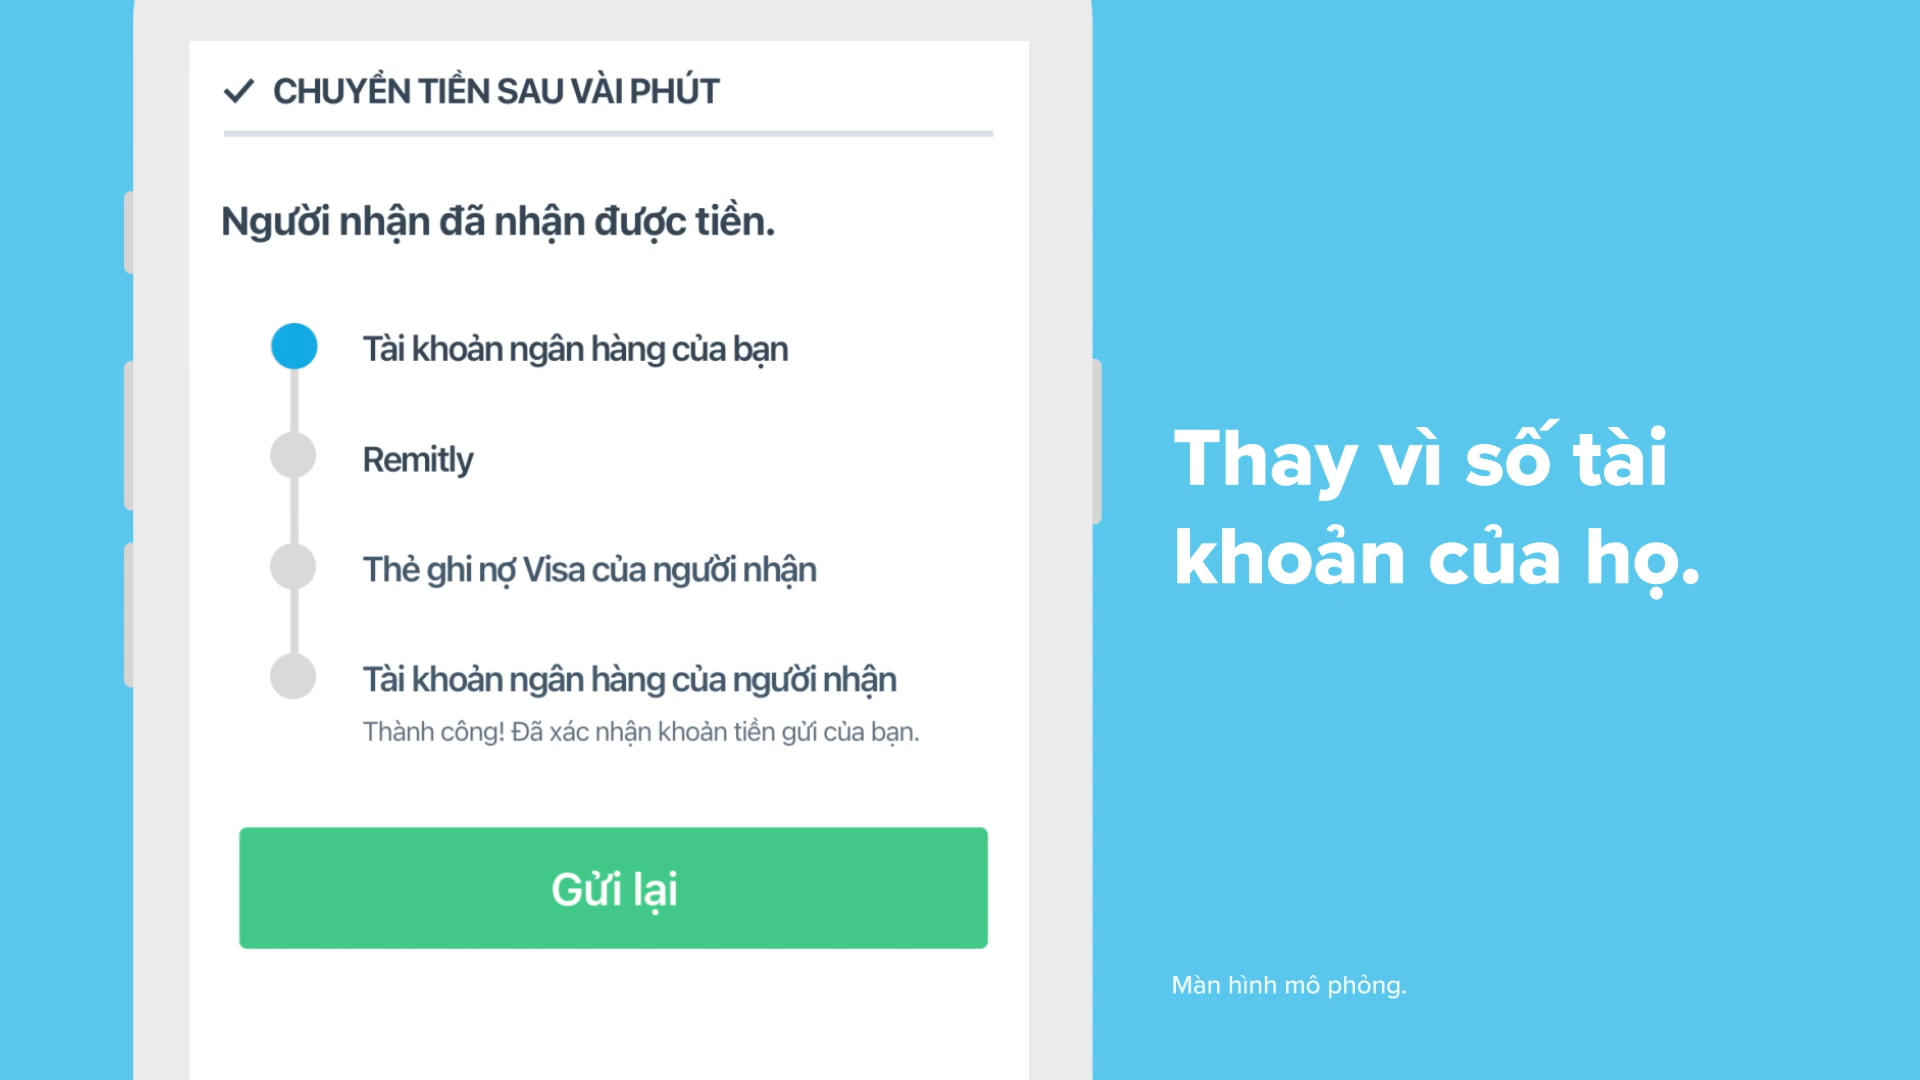 CHUYỂN TIỀN SAU VÀI PHÚT
Người nhận đã nhận được tiền.
Tài khoản ngân hàng của bạn
Remitly
Thẻ ghi nợ Visa của người nhận
Tài khoản ngân hàng của người nhận
Thành công! Đã xác nhận khoản tiền gửi của bạn.
Gửi lại
Thay vì số tài
khoản của họ.
Màn hình mô phỏng.